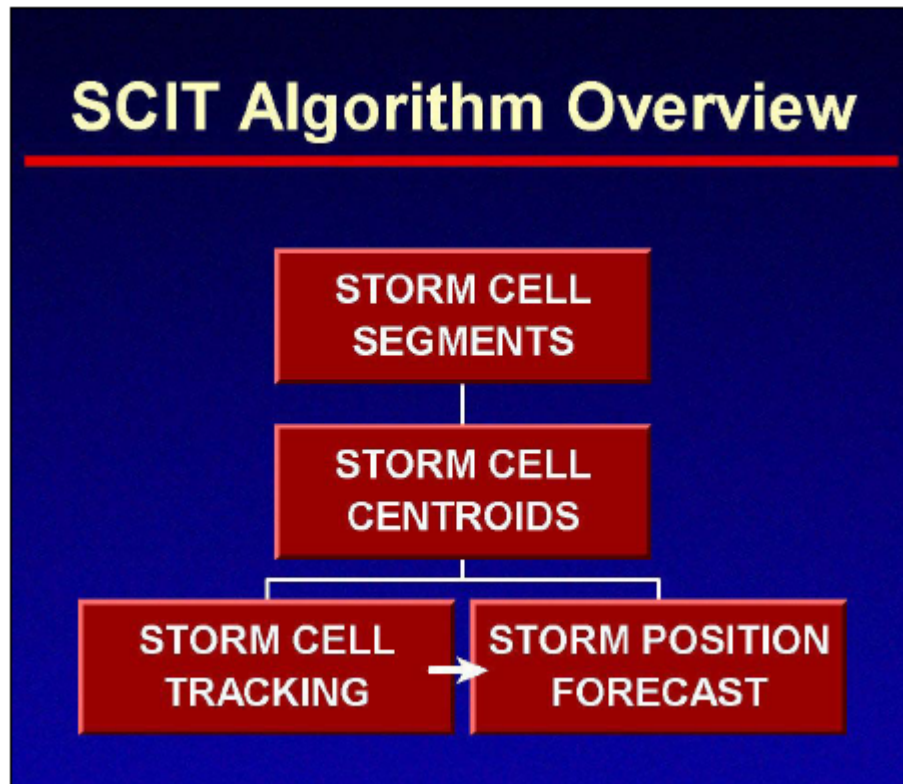 SCIT Algorithm Overview
STORM CELL
SEGMENTS
STORM CELL
CENTROIDS
STORM CELL
TRACKING
STORM POSITION
FORECAST